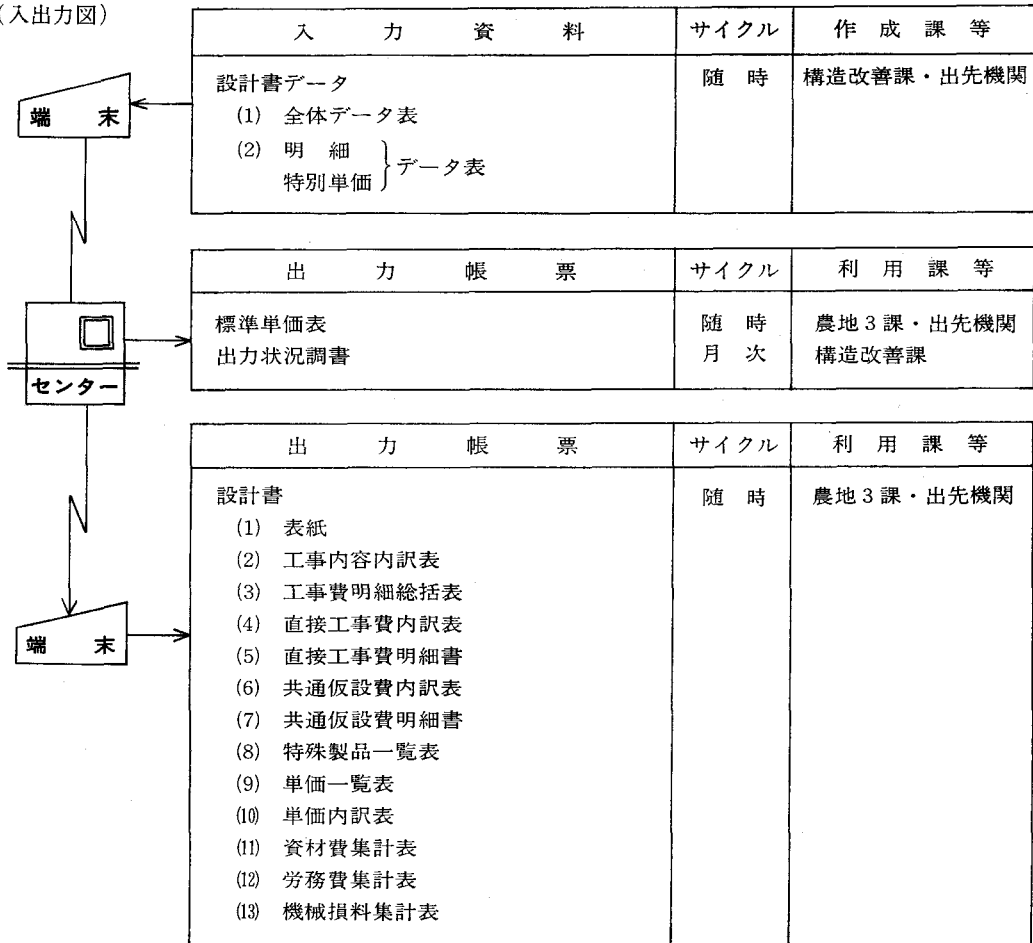 (入出力図)
入力資料 サイクル 作成課等
設計書データ 随時 構造改善課・出先機関
(1) 全体データ表
(2) 明細
特別単価 } データ表
端末
出力帳票 サイクル 利用課等
標準単価表 随時 農地3課・出先機関
出力状況調書 月次 構造改善課
センター
出力帳票 サイクル 利用課等
設計書 随時 農地3課・出先機関
(1) 表紙
(2) 工事内容内訳表
(3) 工事費明細総括表
(4) 直接工事費内訳表
(5) 直接工事費明細書
(6) 共通仮設費内訳表
(7) 共通仮設費明細書
(8) 特殊製品一覧表
(9) 単価一覧表
(10) 単価内訳表
(11) 資材費集計表
(12) 労務費集計表
(13) 機械損料集計表
端末